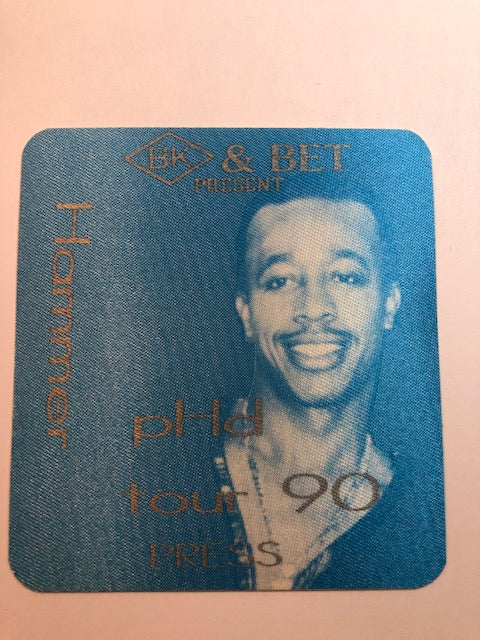 BK & BET
PRESENT
Hammer
pHd
tour 90
PRESS